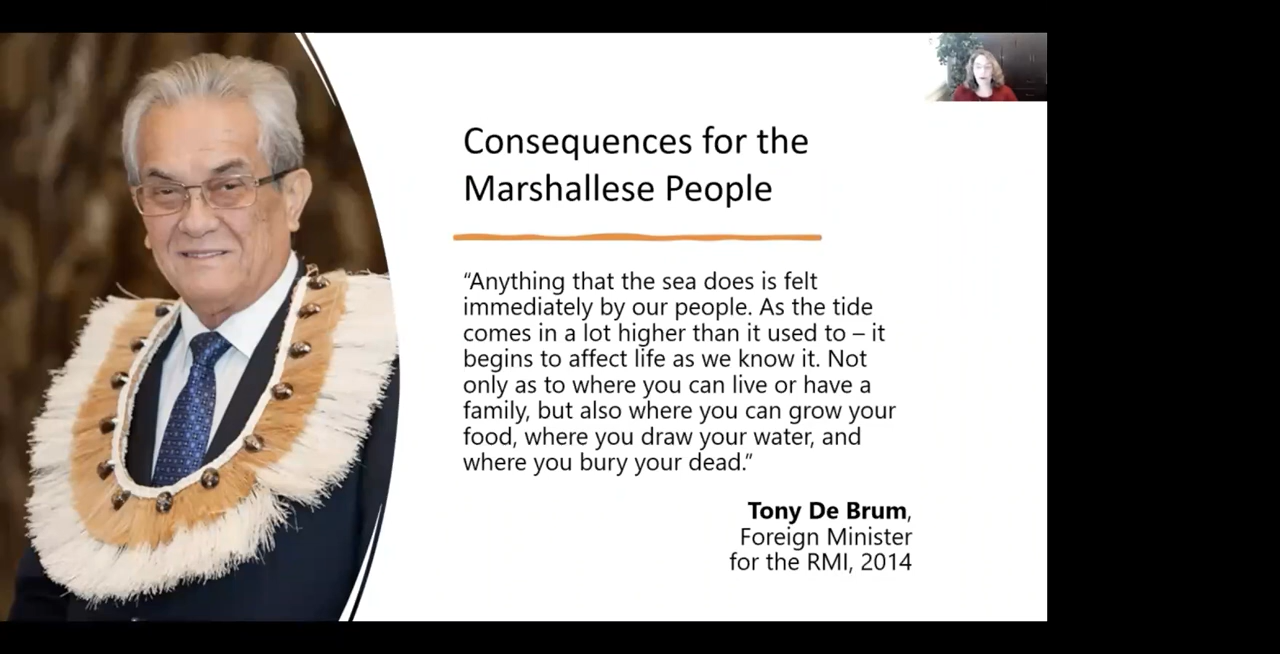 Consequences for the
Marshallese People
“Anything that the sea does is felt
immediately by our people. As the tide
comes in a lot higher than it used to – it
begins to affect life as we know it. Not
only as to where you can live or have a
family, but also where you can grow your
food, where you draw your water, and
where you bury your dead.”
Tony De Brum,
Foreign Minister
for the RMI, 2014